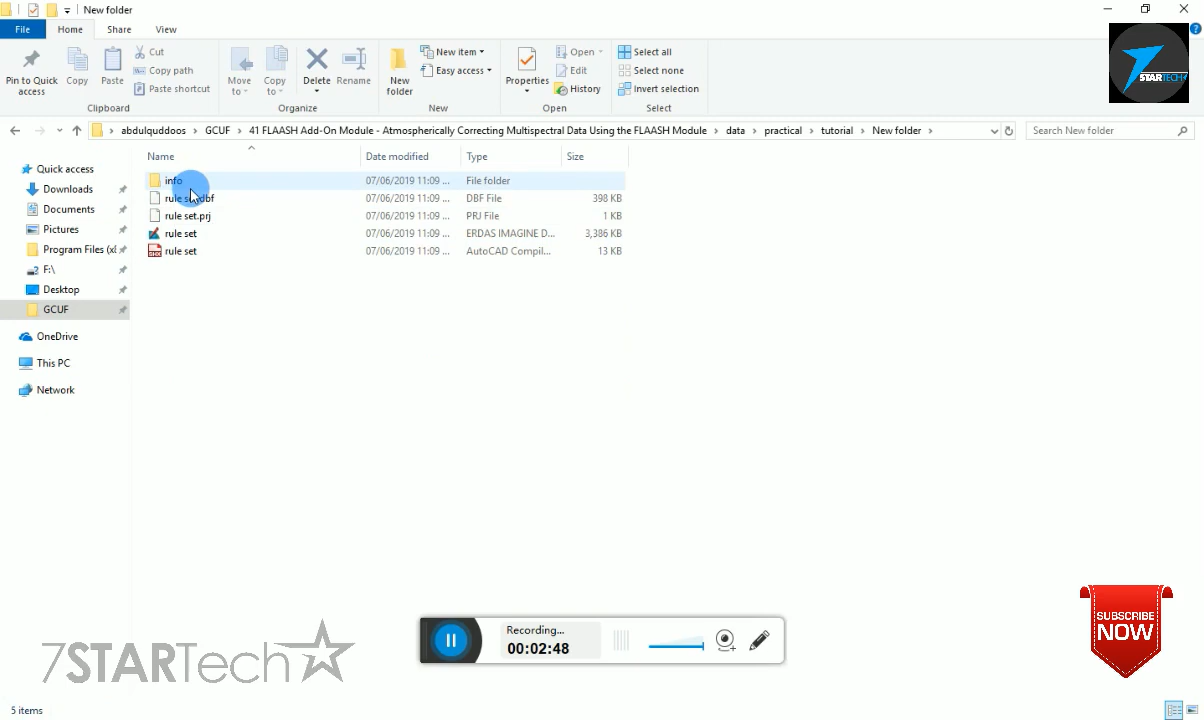 New folder
File
Home
Share
View
Pin to Quick
access
Copy
Paste
Cut
Copy path
Paste shortcut
Clipboard
Move
to
Copy
to
Delete
Rename
Organize
New
folder
New item
Easy access
New
Properties
Open
Edit
History
Open
Select all
Select none
Invert selection
Select
7
STARTECH
abdulquddoos > GCUF > 41 FLAASH Add-On Module - Atmospherically Correcting Multispectral Data Using the FLAASH Module > data > practical > tutorial > New folder >
Search New folder
Name Date modified Type Size
Quick access
Downloads
Documents
Pictures
Program Files (x
F:\
Desktop
GCUF
OneDrive
This PC
Network
info 07/06/2019 11:09 ... File folder
rule dbf 07/06/2019 11:09 ... DBF File 398 KB
rule set.prj 07/06/2019 11:09 ... PRJ File 1 KB
rule set 07/06/2019 11:09 ... ERDAS IMAGINE D... 3,386 KB
rule set 07/06/2019 11:09 ... AutoCAD Compil... 13 KB
Recording...
00:02:48
SUBSCRIBE
NOW
7STARTech
5 items